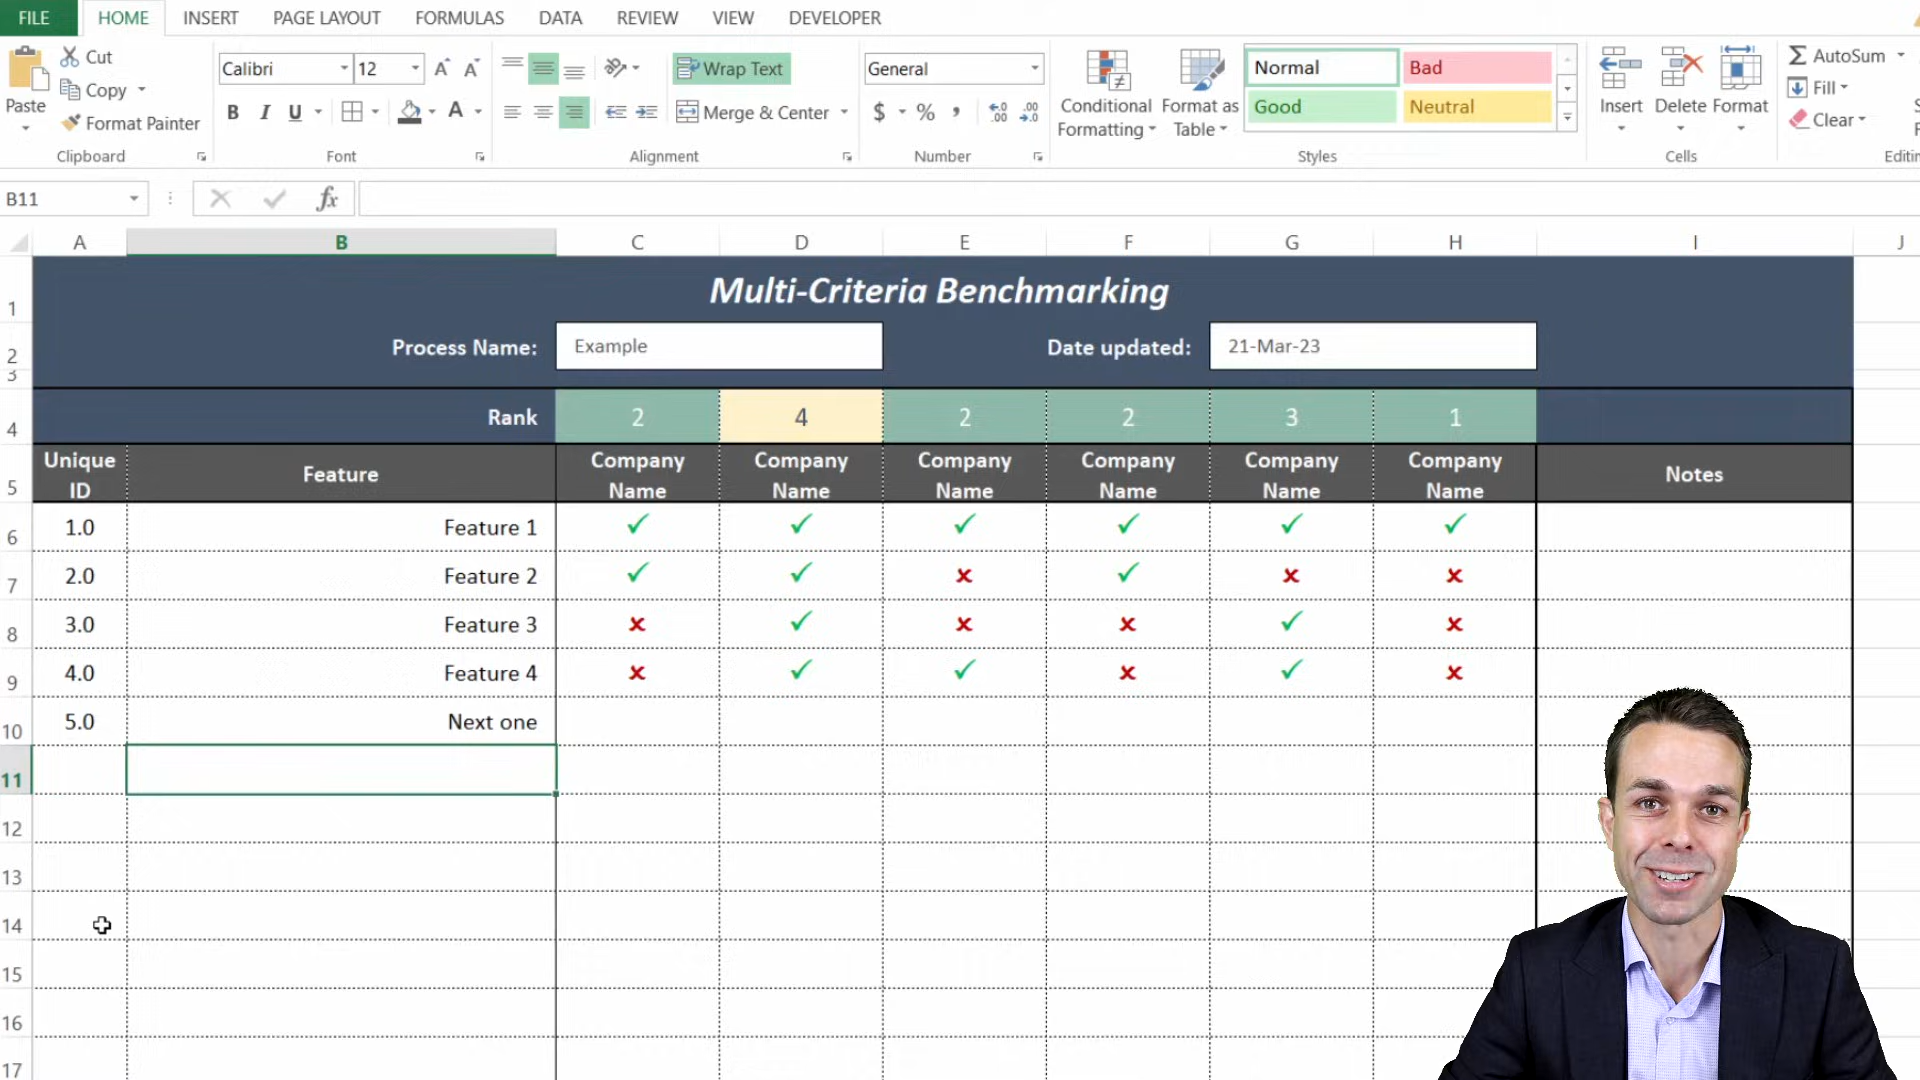 FILE HOME INSERT PAGE LAYOUT FORMULAS DATA REVIEW VIEW DEVELOPER
Cut
Copy
Format Painter
Paste
Clipboard
Calibri 12
B I U
Font
Wrap Text
Merge & Center
Alignment
General
$ % ,
Number
Conditional
Formatting
Format as
Table
Normal Bad
Good Neutral
Styles
Insert Delete Format
Cells
AutoSum
Fill
Clear
B11 fx
A B C D E F G H I J
1 Multi-Criteria Benchmarking
2 Process Name: Example Date updated: 21-Mar-23
3
4 Rank 2 4 2 2 3 1
5 Unique ID Feature Company Name Company Name Company Name Company Name Company Name Company Name Notes
6 1.0 Feature 1 ✓ ✓ ✓ ✓ ✓ ✓
7 2.0 Feature 2 ✓ ✓ x ✓ x x
8 3.0 Feature 3 x ✓ x x ✓ x
9 4.0 Feature 4 x ✓ ✓ x ✓ x
10 5.0 Next one
11
12
13
14
15
16
17